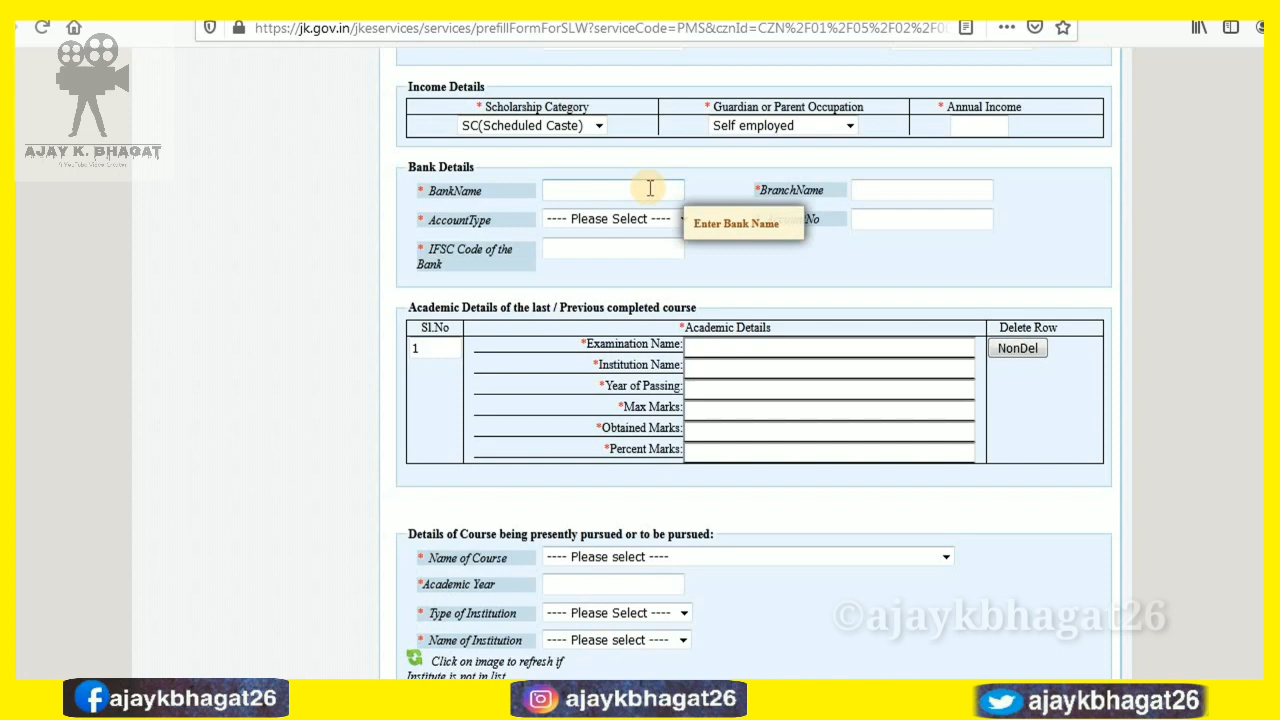 https://jk.gov.in/jkeservices/services/prefillFormForSLW?serviceCode=PMS&cznId=CZN%2F01%2F05%2F02%2F0
AJAY K. BHAGAT
Income Details
* Scholarship Category * Guardian or Parent Occupation * Annual Income
SC(Scheduled Caste) Self employed
Bank Details
* BankName *BranchName
* AccountType ---- Please Select ---- No
Enter Bank Name
* IFSC Code of the
Bank
Academic Details of the last / Previous completed course
Sl.No *Academic Details Delete Row
1 *Examination Name: NonDel
*Institution Name:
*Year of Passing:
*Max Marks:
*Obtained Marks:
*Percent Marks:
Details of Course being presently pursued or to be pursued:
* Name of Course ---- Please select ----
*Academic Year
* Type of Institution ---- Please Select ----
* Name of Institution ---- Please select ----
Click on image to refresh if
Institute is not in list
©ajaykbhagat26
ajaykbhagat26 ajaykbhagat26 ajaykbhagat26